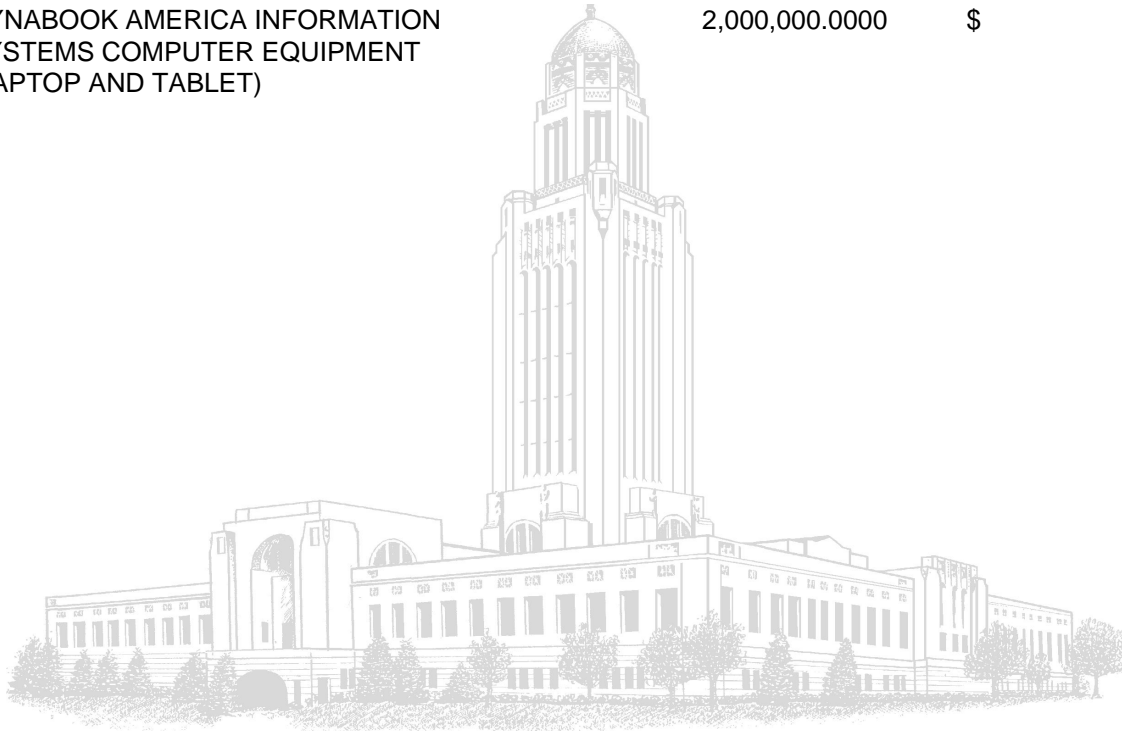 YNABOOK AMERICA INFORMATION 2,000,000.0000 $
YSTEMS COMPUTER EQUIPMENT
APTOP AND TABLET)